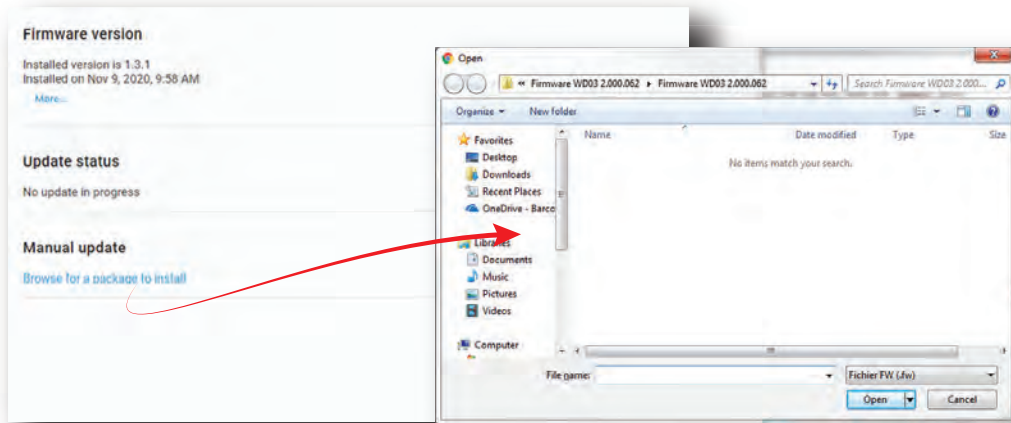 Firmware version
Installed version is 1.3.1
Installed on Nov 9, 2020, 9:58 AM
More...
Update status
No update in progress
Manual update
Browse for a package to install
Open
« Firmware WD03 2.000.062 ▸ Firmware WD03 2.000.062
Search Firmware WD03 2.000...
Organize
New folder
Name Date modified Type Size
No items match your search.
Favorites
Desktop
Downloads
Recent Places
OneDrive - Barco
Libraries
Documents
Music
Pictures
Videos
Computer
File name:
Fichier FW (.fw)
Open Cancel